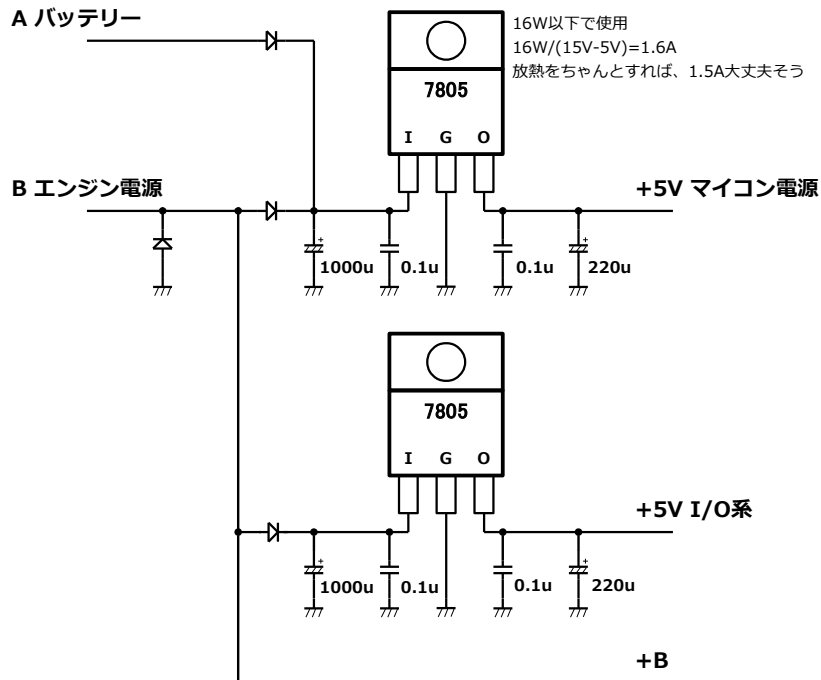 A バッテリー
16W以下で使用
16W/(15V-5V)=1.6A
放熱をちゃんとすれば、1.5A大丈夫そう
7805
I G O
B エンジン電源
+5V マイコン電源
+
+
1000u 0.1u 0.1u 220u
7805
I G O
+5V I/O系
+
+
1000u 0.1u 0.1u 220u
+B